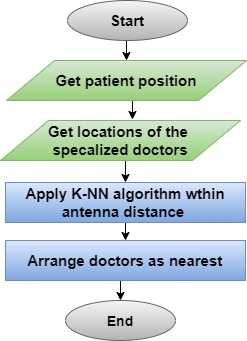 Start
Get patient position
Get locations of the
specalized doctors
Apply K-NN algorithm wthin
antenna distance
Arrange doctors as nearest
End